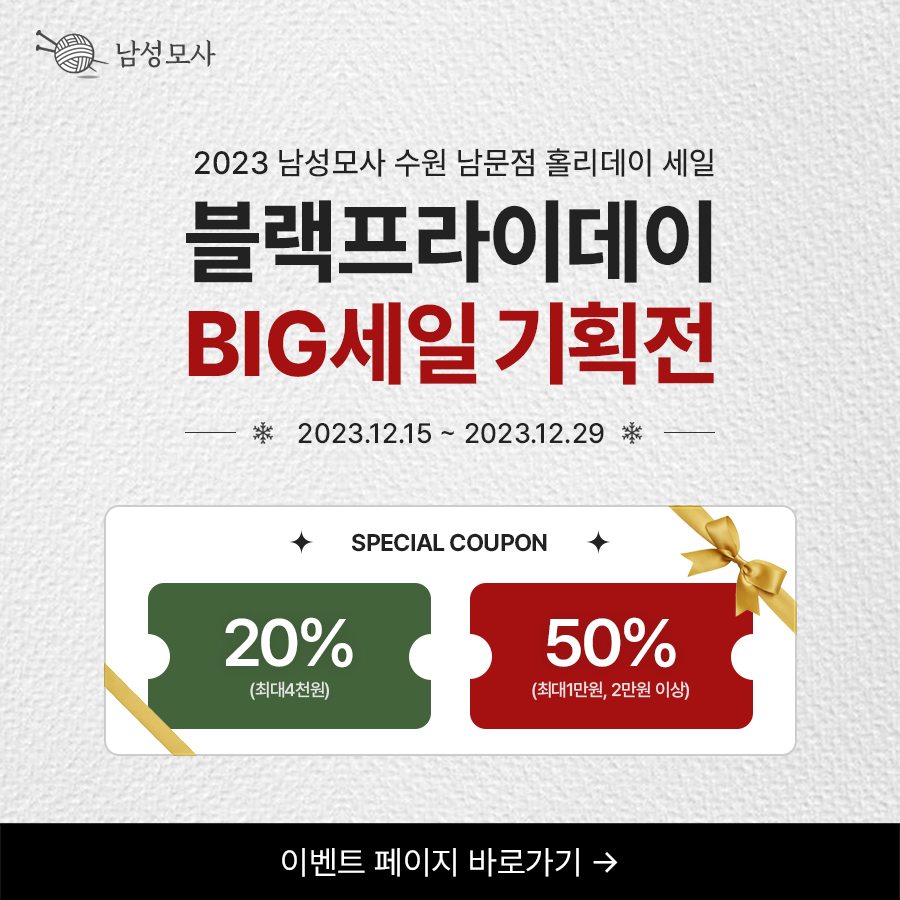 남성모사
2023 남성모사 수원 남문점 홀리데이 세일
블랙프라이데이
BIG세일 기획전
2023.12.15 ~ 2023.12.29
SPECIAL COUPON
20%
(최대4천원)
50%
(최대1만원, 2만원 이상)
이벤트 페이지 바로가기 →